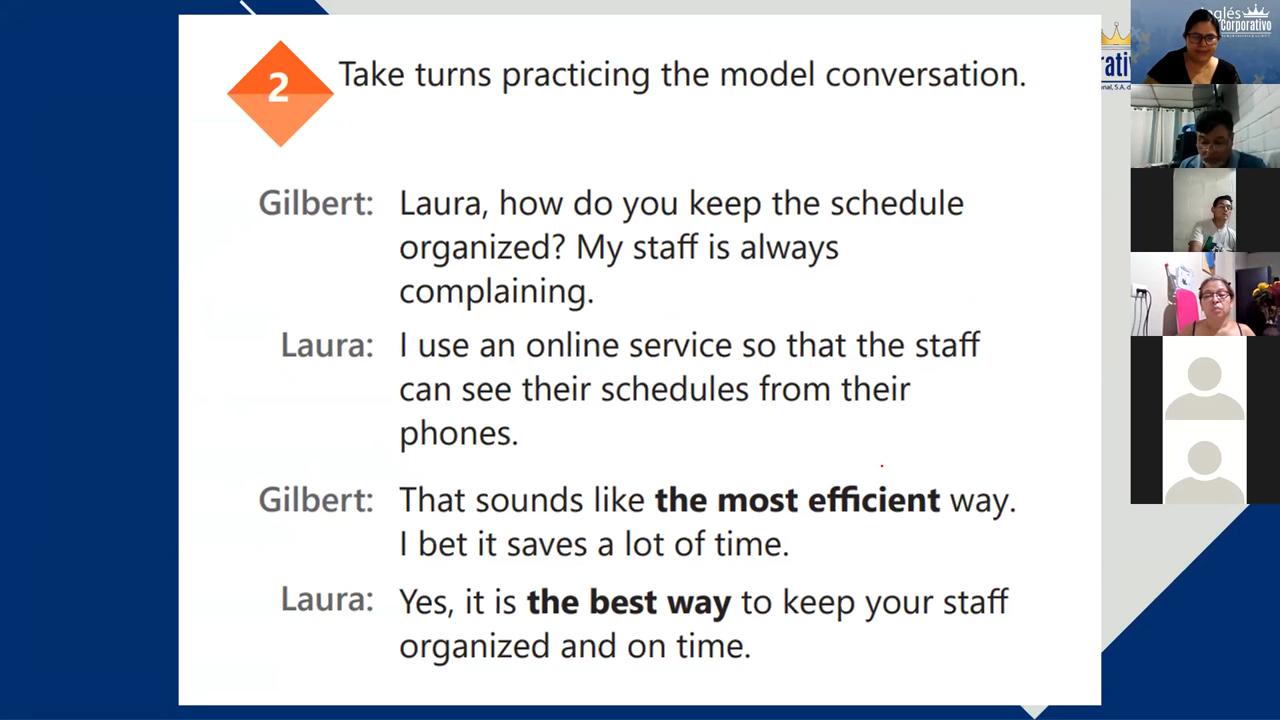 2
Take turns practicing the model conversation.
Gilbert: Laura, how do you keep the schedule
organized? My staff is always
complaining.
Laura: I use an online service so that the staff
can see their schedules from their
phones.
Gilbert: That sounds like the most efficient way.
I bet it saves a lot of time.
Laura: Yes, it is the best way to keep your staff
organized and on time.
Inglés
Corporativo